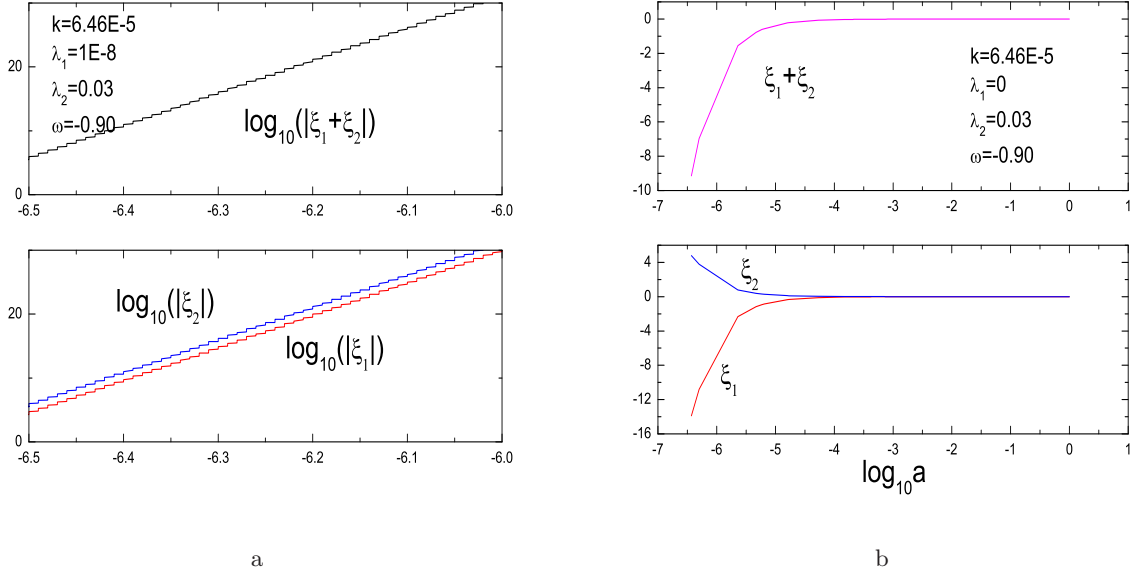 k=6.46E-5
λ₁=1E-8
λ₂=0.03
ω=-0.90
log₁₀(|ξ₁+ξ₂|)
20
10
0
-6.5 -6.4 -6.3 -6.2 -6.1 -6.0
log₁₀(|ξ₂|)
log₁₀(|ξ₁|)
20
0
-6.5 -6.4 -6.3 -6.2 -6.1 -6.0
a
0
-2
-4
-6
-8
-10
ξ₁+ξ₂
k=6.46E-5
λ₁=0
λ₂=0.03
ω=-0.90
-7 -6 -5 -4 -3 -2 -1 0 1
4
0
-4
-8
-12
-16
ξ₂
ξ₁
-7 -6 -5 -4 -3 -2 -1 0 1
log₁₀a
b